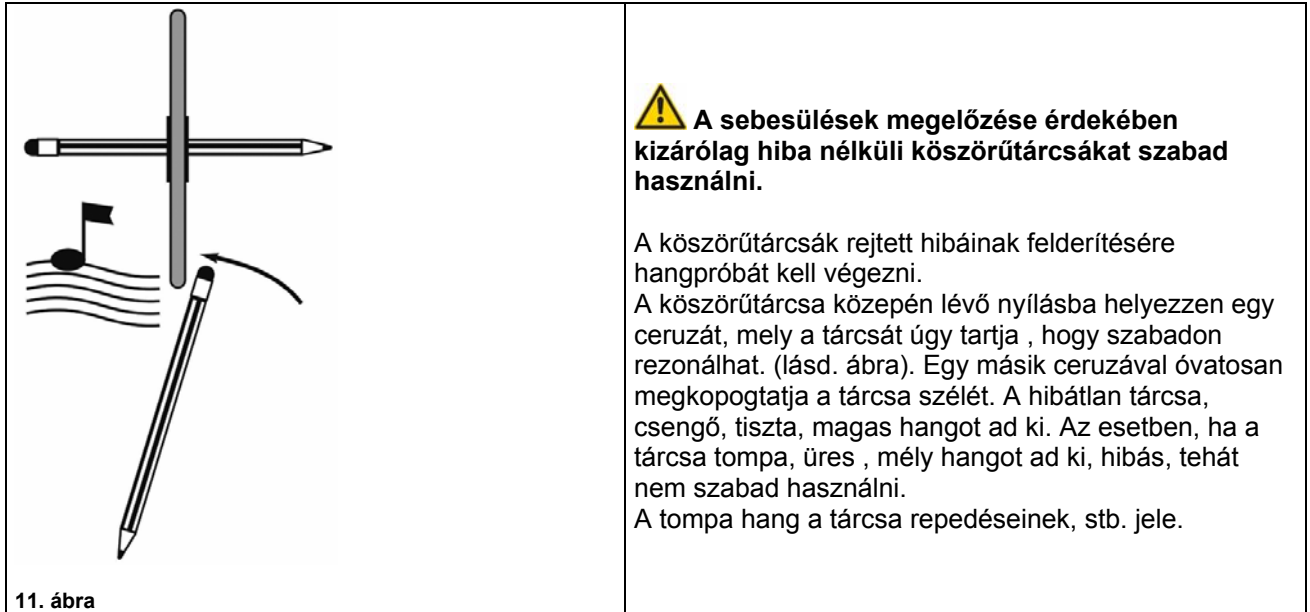 A sebesülések megelőzése érdekében
kizárólag hiba nélküli köszörűtárcsákat szabad
használni.
A köszörűtárcsák rejtett hibáinak felderítésére
hangpróbát kell végezni.
A köszörűtárcsa közepén lévő nyílásba helyezzen egy
ceruzát, mely a tárcsát úgy tartja , hogy szabadon
rezonálhat. (lásd. ábra). Egy másik ceruzával óvatosan
megkopogtatja a tárcsa szélét. A hibátlan tárcsa,
csengő, tiszta, magas hangot ad ki. Az esetben, ha a
tárcsa tompa, üres , mély hangot ad ki, hibás, tehát
nem szabad használni.
A tompa hang a tárcsa repedéseinek, stb. jele.
11. ábra